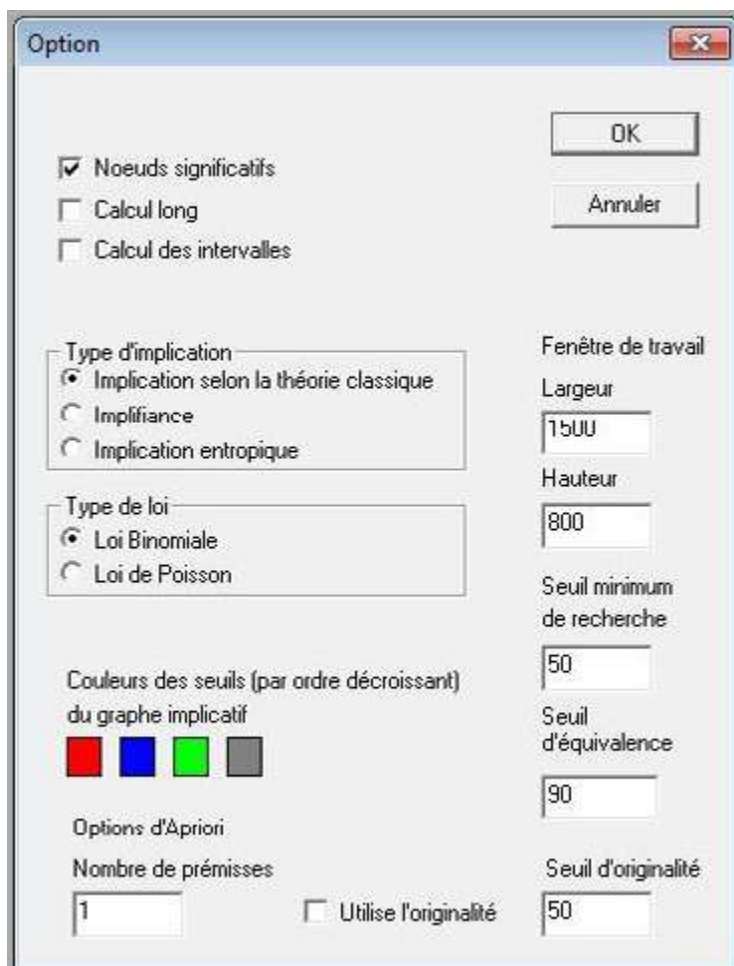 Option
OK
Noeuds significatifs
Calcul long
Annuler
Calcul des intervalles
Type d'implication
Implication selon la théorie classique
Implifiance
Implication entropique
Fenêtre de travail
Largeur
1500
Hauteur
800
Type de loi
Loi Binomiale
Loi de Poisson
Seuil minimum
de recherche
50
Couleurs des seuils (par ordre décroissant)
du graphe implicatif
Seuil
d'équivalence
90
Options d'Apriori
Nombre de prémisses
1
Utilise l'originalité
Seuil d'originalité
50